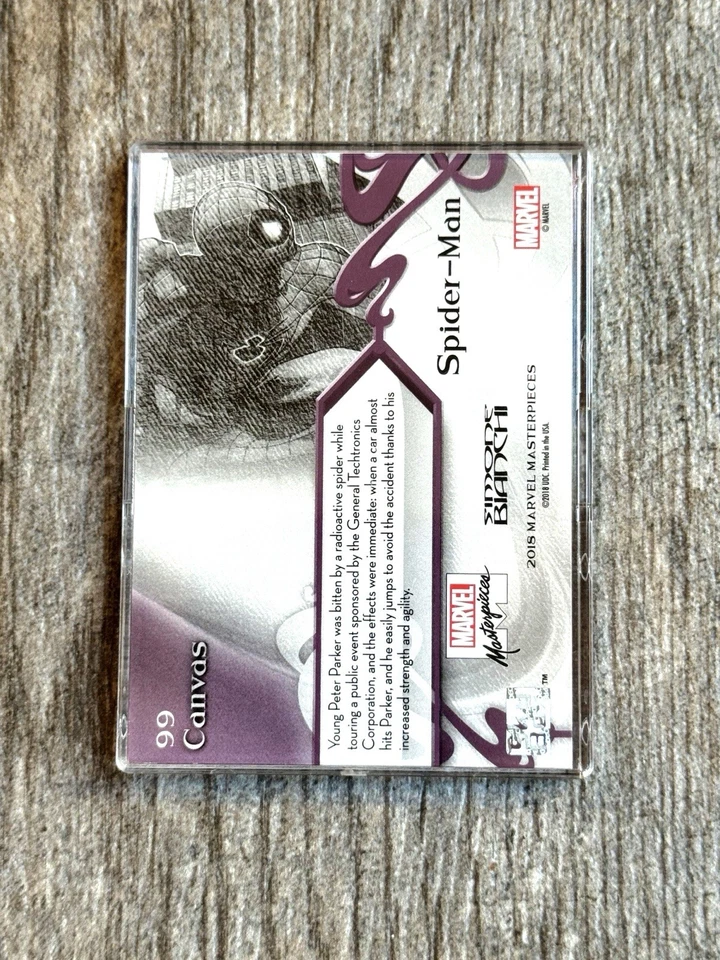 99
Canvas
Young Peter Parker was bitten by a radioactive spider while
touring a public event sponsored by the General Techtronics
Corporation, and the effects were immediate: when a car almost
hits Parker, and he easily jumps to avoid the accident thanks to his
increased strength and agility.
Spider-Man
MARVEL
Masterpieces
SIMONE
BIANCHI
2018 MARVEL MASTERPIECES
©2018 UDC. Printed in the USA.
MARVEL
© MARVEL
TM